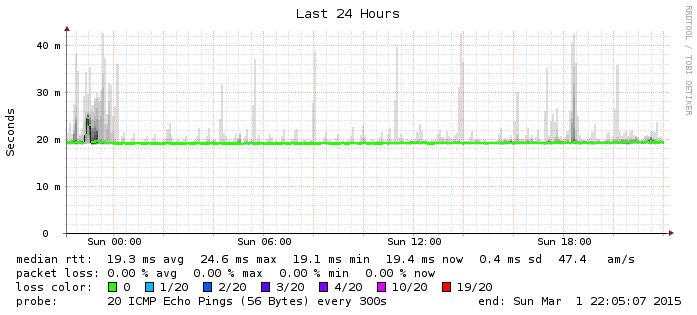 Last 24 Hours
RRDTOOL / TOBI OETIKER
Seconds
40 m
30 m
20 m
10 m
0
Sun 00:00 Sun 06:00 Sun 12:00 Sun 18:00
median rtt: 19.3 ms avg 24.6 ms max 19.1 ms min 19.4 ms now 0.4 ms sd 47.4 am/s
packet loss: 0.00 % avg 0.00 % max 0.00 % min 0.00 % now
loss color: 0 1/20 2/20 3/20 4/20 10/20 19/20
probe: 20 ICMP Echo Pings (56 Bytes) every 300s end: Sun Mar 1 22:05:07 2015